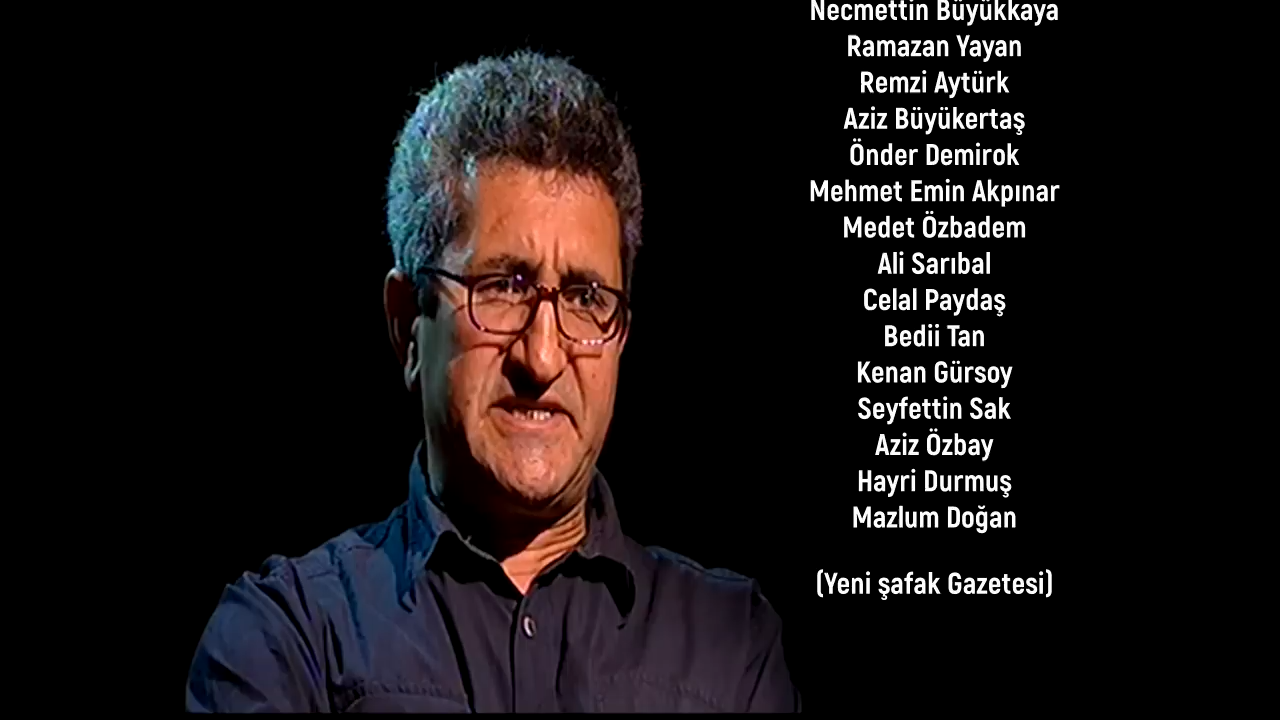 Necmettin Büyükkaya
Ramazan Yayan
Remzi Aytürk
Aziz Büyükertaş
Önder Demirok
Mehmet Emin Akpınar
Medet Özbadem
Ali Sarıbal
Celal Paydaş
Bedii Tan
Kenan Gürsoy
Seyfettin Sak
Aziz Özbay
Hayri Durmuş
Mazlum Doğan
(Yeni şafak Gazetesi)